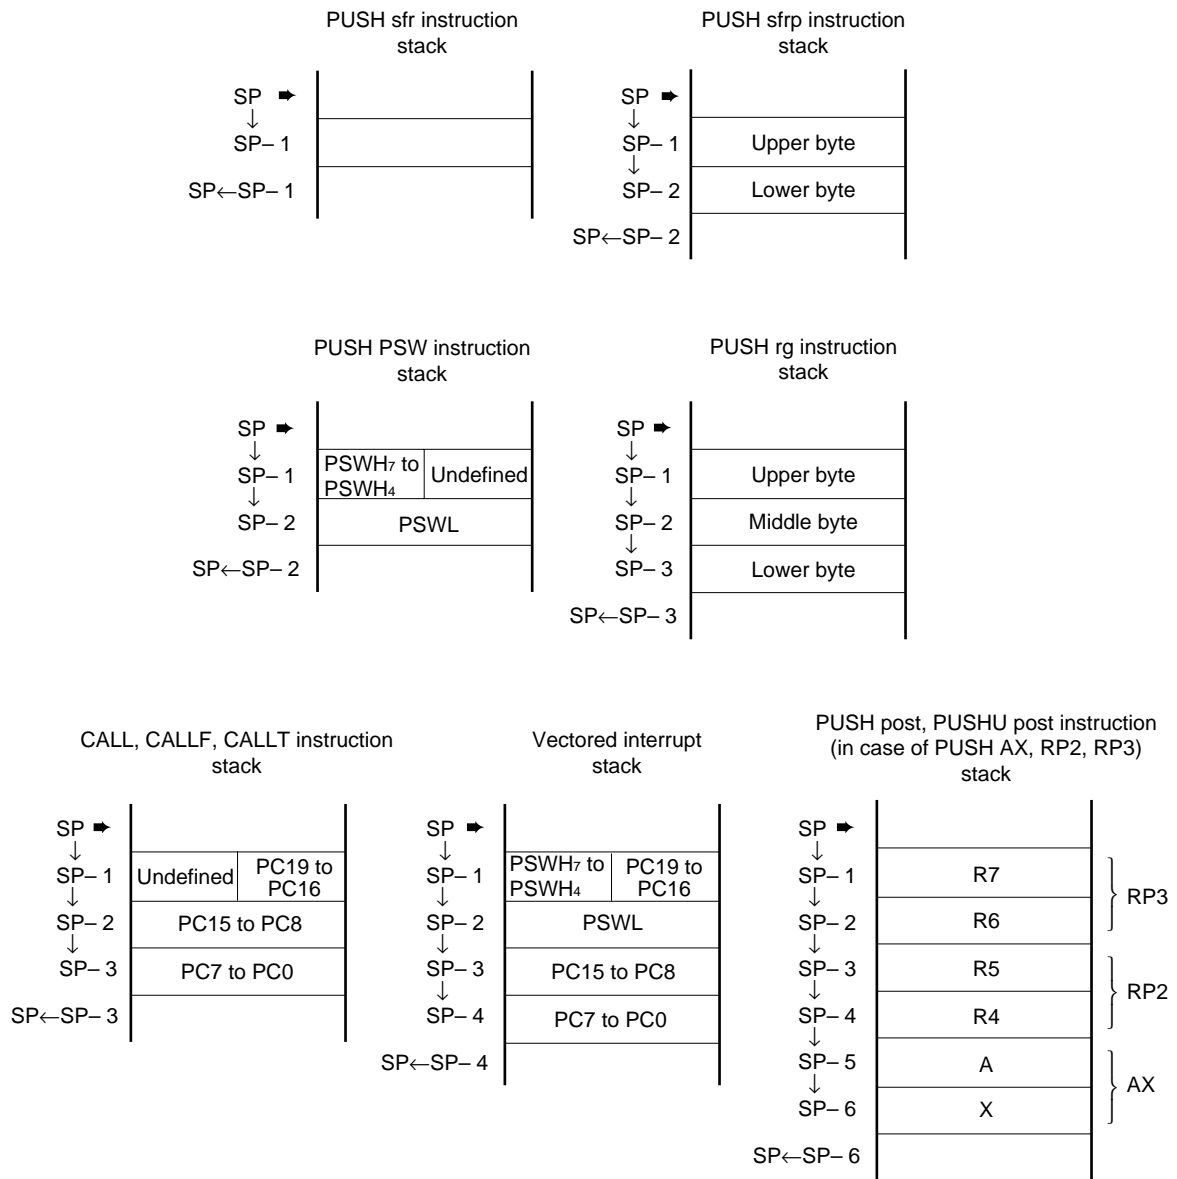 PUSH sfr instruction
stack
SP ➨
↓
SP– 1
SP←SP– 1
PUSH sfrp instruction
stack
SP ➨
↓
SP– 1
Upper byte
↓
SP– 2
Lower byte
SP←SP– 2
PUSH PSW instruction
stack
SP ➨
↓
SP– 1
PSWH7 to
PSWH4
Undefined
↓
SP– 2
PSWL
SP←SP– 2
PUSH rg instruction
stack
SP ➨
↓
SP– 1
Upper byte
↓
SP– 2
Middle byte
↓
SP– 3
Lower byte
SP←SP– 3
CALL, CALLF, CALLT instruction
stack
SP ➨
↓
SP– 1
Undefined
PC19 to
PC16
↓
SP– 2
PC15 to PC8
↓
SP– 3
PC7 to PC0
SP←SP– 3
Vectored interrupt
stack
SP ➨
↓
SP– 1
PSWH7 to
PSWH4
PC19 to
PC16
↓
SP– 2
PSWL
↓
SP– 3
PC15 to PC8
↓
SP– 4
PC7 to PC0
SP←SP– 4
PUSH post, PUSHU post instruction
(in case of PUSH AX, RP2, RP3)
stack
SP ➨
↓
SP– 1
R7
↓
SP– 2
R6
RP3
↓
SP– 3
R5
↓
SP– 4
R4
RP2
↓
SP– 5
A
↓
SP– 6
X
AX
SP←SP– 6